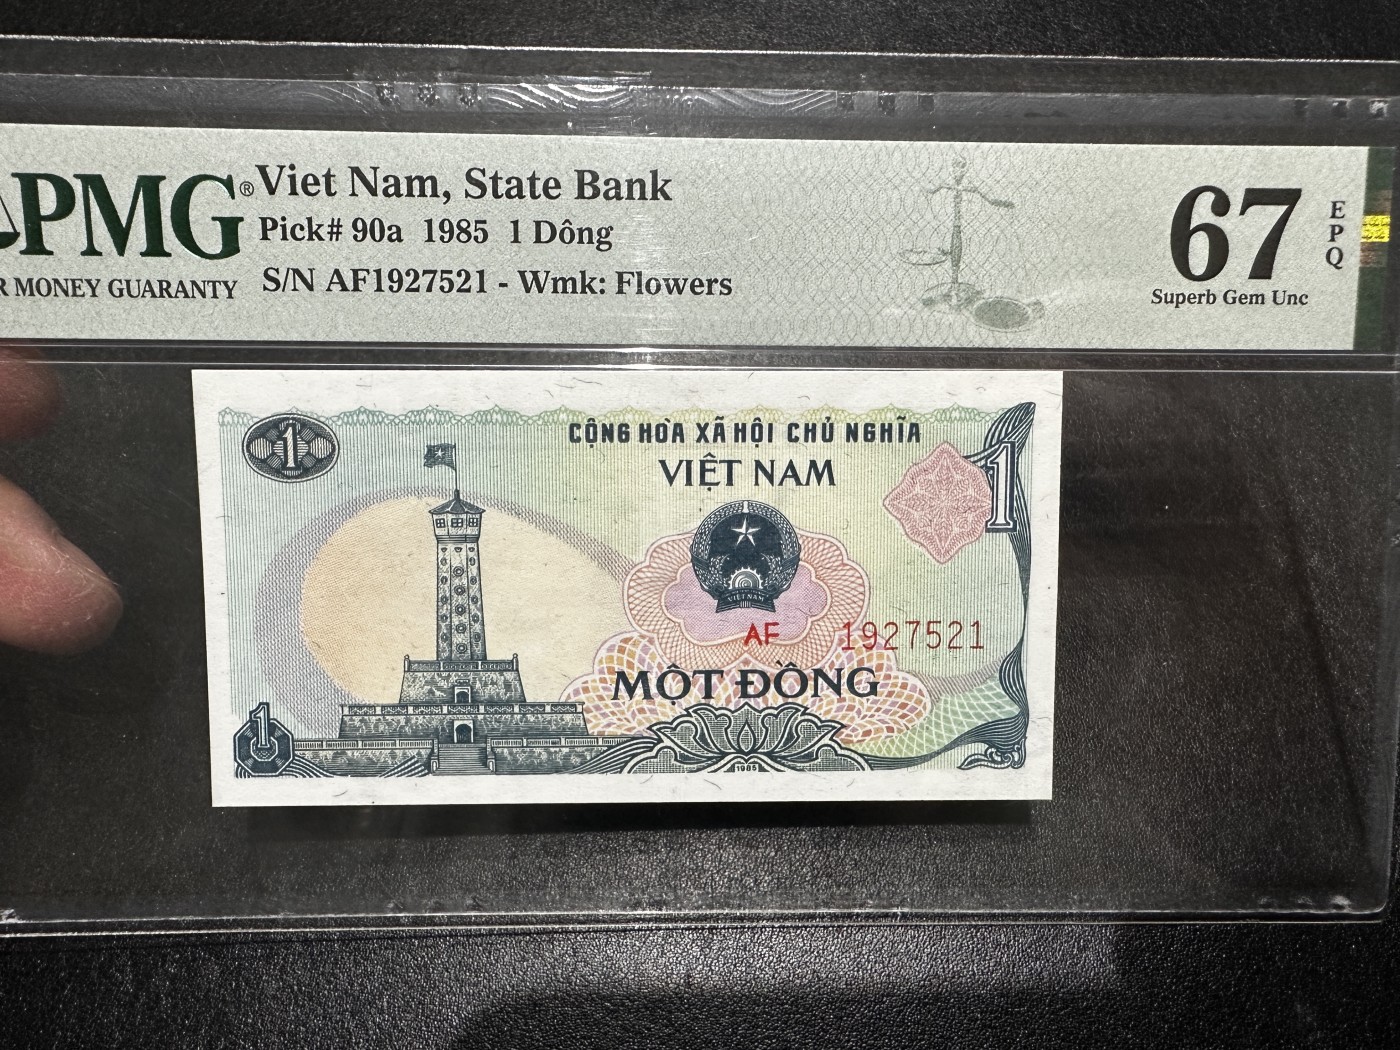 PMG®
Viet Nam, State Bank
Pick# 90a 1985 1 Dông
S/N AF1927521 - Wmk: Flowers
MONEY GUARANTY
67
EPQ
Superb Gem Unc
1
CỘNG HÒA XÃ HỘI CHỦ NGHĨA
VIỆT NAM
1
VIỆT NAM
AF 1927521
MỘT ĐỒNG
1
1985